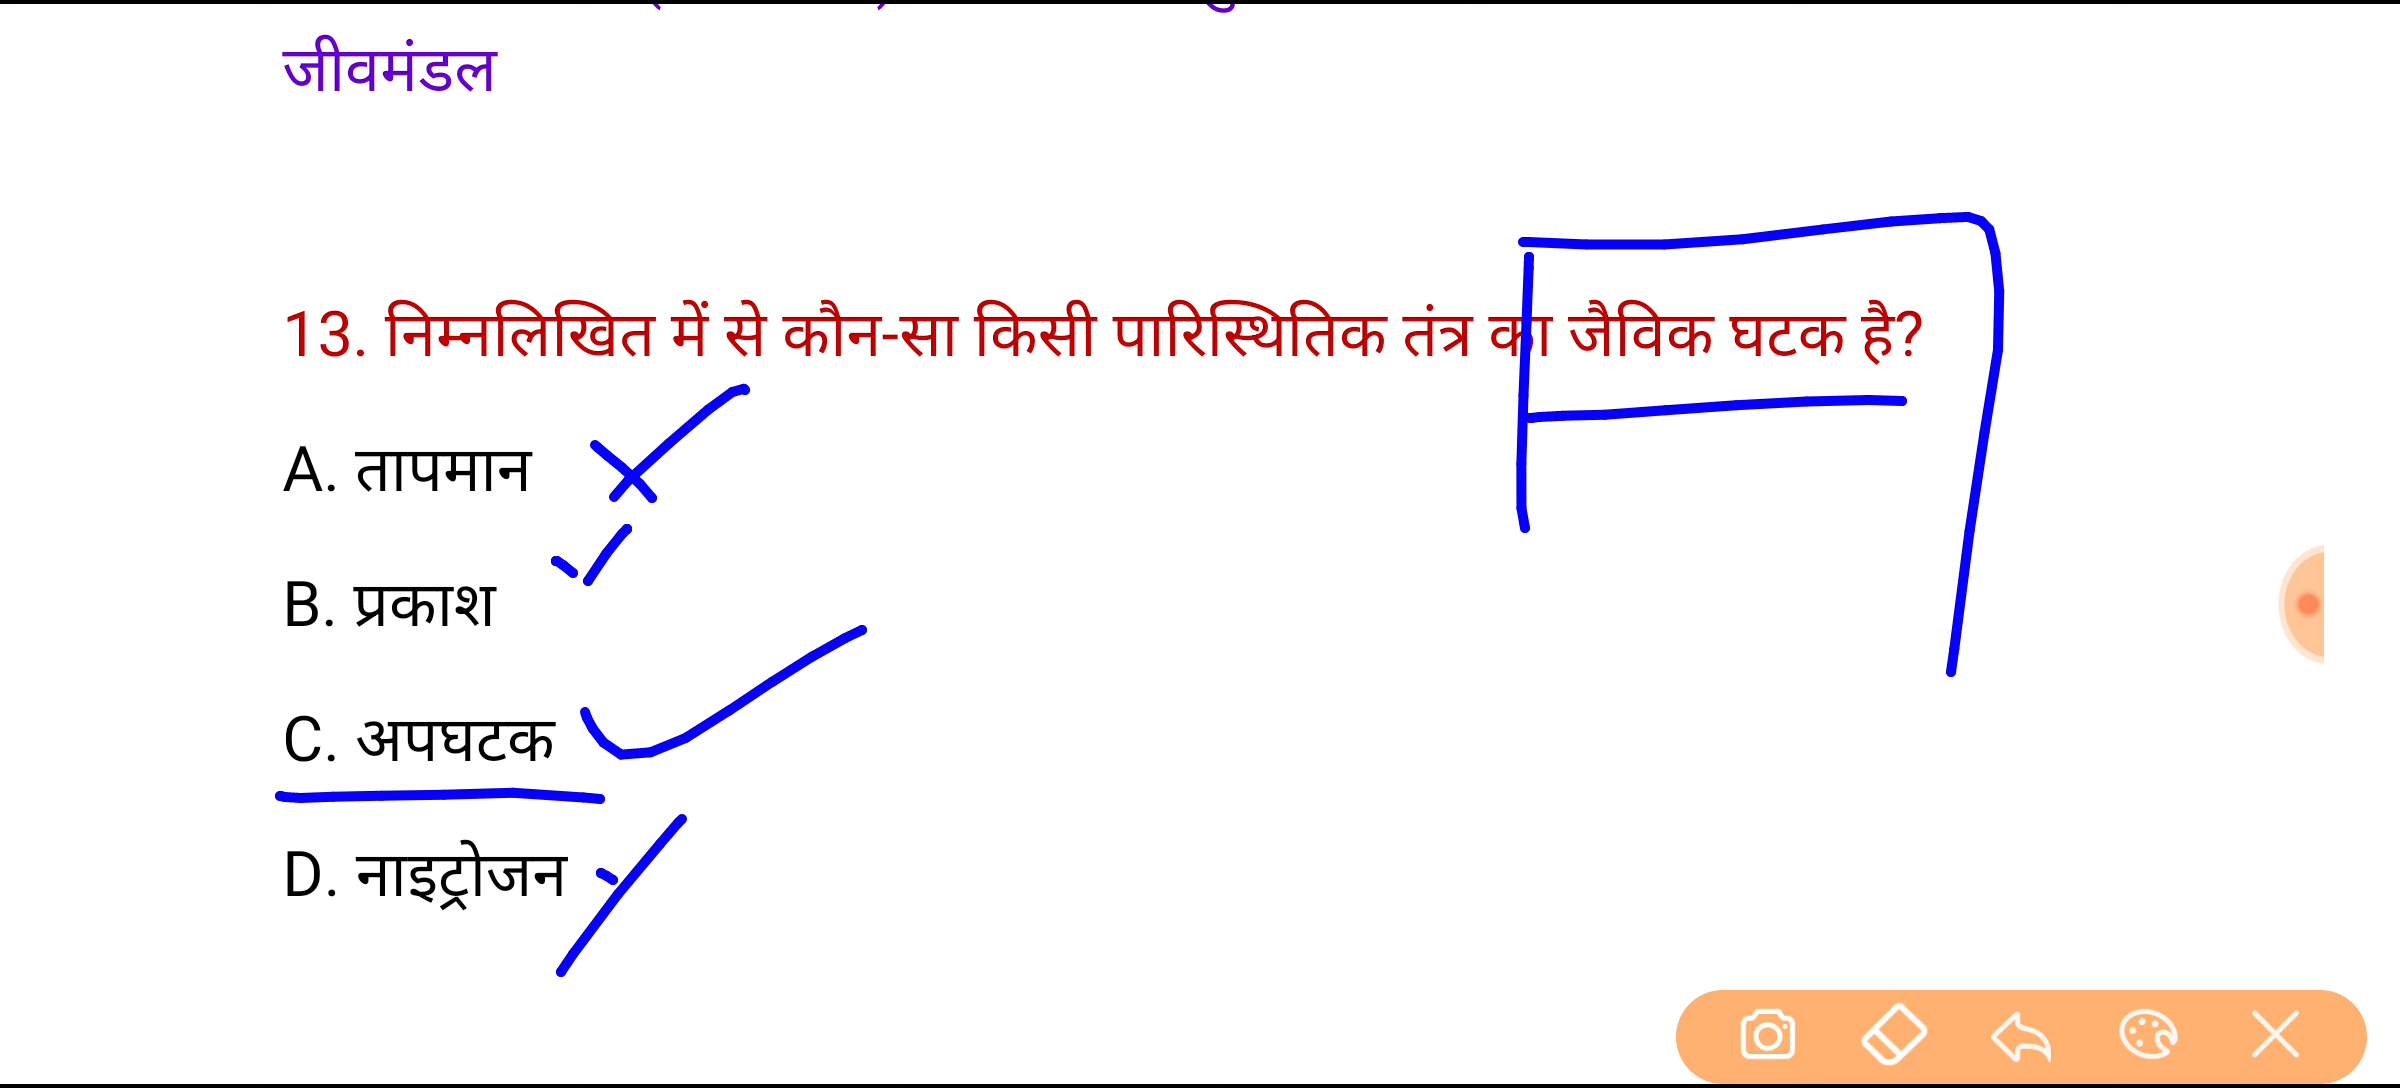 जीवमंडल
13. निम्नलिखित में से कौन-सा किसी पारिस्थितिक तंत्र का जैविक घटक है?
A. तापमान
B. प्रकाश
C. अपघटक
D. नाइट्रोजन